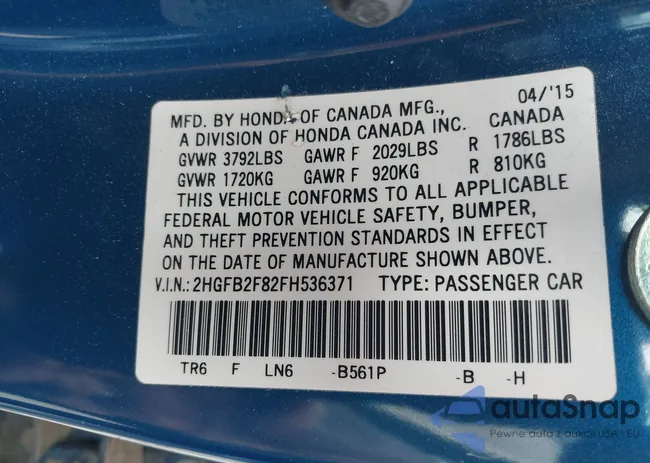 MFD. BY HONDA OF CANADA MFG., 04/'15
A DIVISION OF HONDA CANADA INC. CANADA
GVWR 3792LBS GAWR F 2029LBS R 1786LBS
GVWR 1720KG GAWR F 920KG R 810KG
THIS VEHICLE CONFORMS TO ALL APPLICABLE
FEDERAL MOTOR VEHICLE SAFETY, BUMPER,
AND THEFT PREVENTION STANDARDS IN EFFECT
ON THE DATE OF MANUFACTURE SHOWN ABOVE.
V.I.N.: 2HGFB2F82FH536371 TYPE: PASSENGER CAR
TR6 F LN6 -B561P -B -H
autaSnap
Pewne auta z aukcji USA i EU